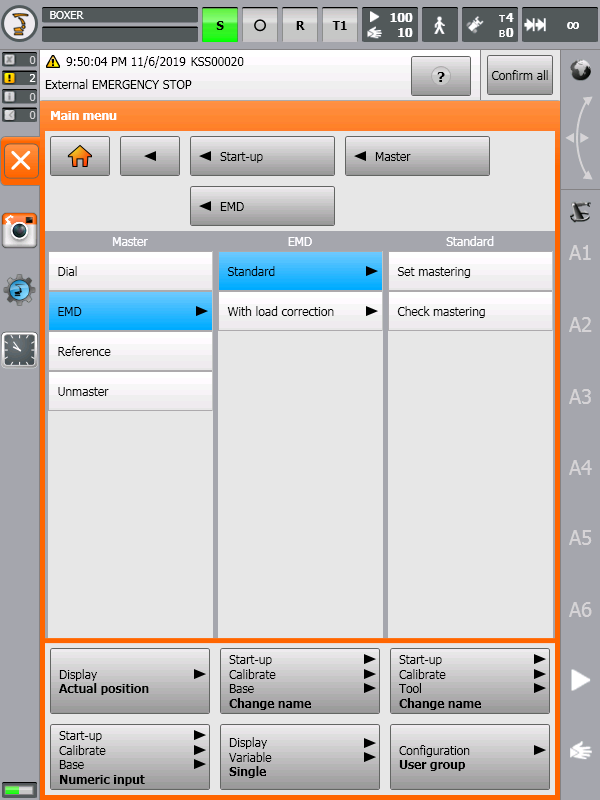 BOXER
S
O
R
T1
100
10
T4
B0
∞
0
2
0
0
9:50:04 PM 11/6/2019 KSS00020
External EMERGENCY STOP
?
Confirm all
Main menu
Start-up
Master
EMD
Master
EMD
Standard
Dial
Standard
Set mastering
EMD
With load correction
Check mastering
Reference
Unmaster
A1
A2
A3
A4
A5
A6
Display
Actual position
Start-up
Calibrate
Base
Change name
Start-up
Calibrate
Tool
Change name
Start-up
Calibrate
Base
Numeric input
Display
Variable
Single
Configuration
User group